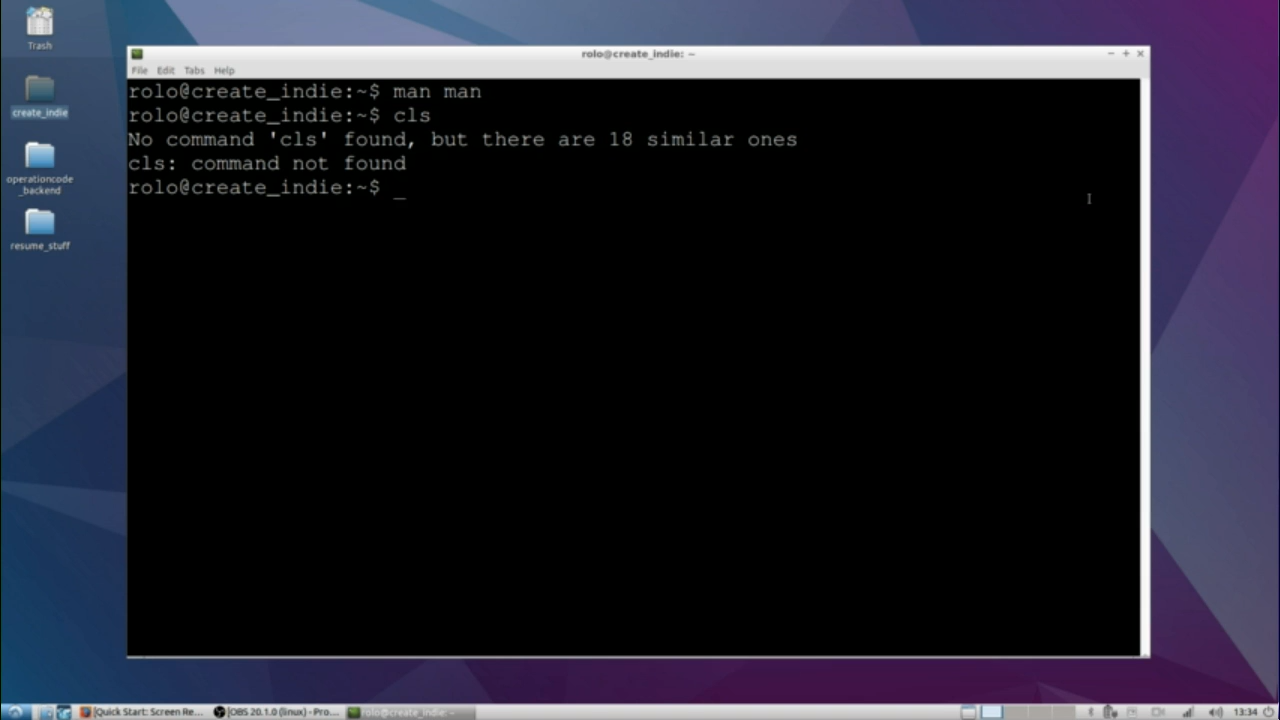 Trash
create_indie
operationcode
_backend
resume_stuff
rolo@create_indie: ~
File Edit Tabs Help
rolo@create_indie:~$ man man
rolo@create_indie:~$ cls
No command 'cls' found, but there are 18 similar ones
cls: command not found
rolo@create_indie:~$ _
[Quick Start: Screen Re...
[OBS 20.1.0 (linux) - Pro...
rolo@create_indie: ~
13:34